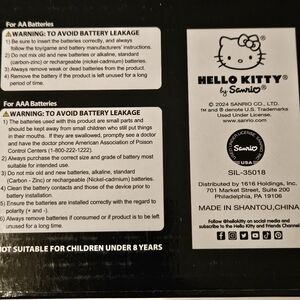 For AA Batteries
WARNING: TO AVOID BATTERY LEAKAGE
1) Be sure to insert the batteries correctly, and always
follow the toy/game and battery manufacturers' instructions.
2) Do not mix old and new batteries or alkaline, standard
(carbon-zinc) or rechargeable (nickel-cadmium) batteries.
3) Always remove weak or dead batteries from the product.
4) Remove the battery if the product is left unused for a long
period of time.
For AAA Batteries
WARNING: TO AVOID BATTERY LEAKAGE
1) The batteries used with this product are small parts and
should be kept away from small children who still put things
in their mouths. If they are swallowed, promptly see a doctor
and have the doctor phone American Association of Poison
Control Centers (1-800-222-1222).
2) Always purchase the correct size and grade of battery most
suitable for intended use.
3) Do not mix old and new batteries, alkaline, standard
(Carbon - Zinc) or rechargeable (Nickel-cadmium) batteries.
4) Clean the battery contacts and those of the device prior to
battery installation.
5) Ensure the batteries are installed correctly with regard to
polarity (+ and -).
6) Always remove batteries if consumed or if product is to be left
unused for a long time.
NOT SUITABLE FOR CHILDREN UNDER 8 YEARS
HELLO KITTY®
by Sanrio®
© 2024 SANRIO CO., LTD.
TM and ® denote U.S. Trademarks
Used Under License.
www.sanrio.com
Sanrio
USA
SIL-35018
Distributed by 1616 Holdings, Inc.
701 Market Street, Suite 200
Philadelphia, PA 19106
MADE IN SHANTOU,CHINA
Follow @hellokitty on social media and
subscribe to the Hello Kitty and Friends Channel